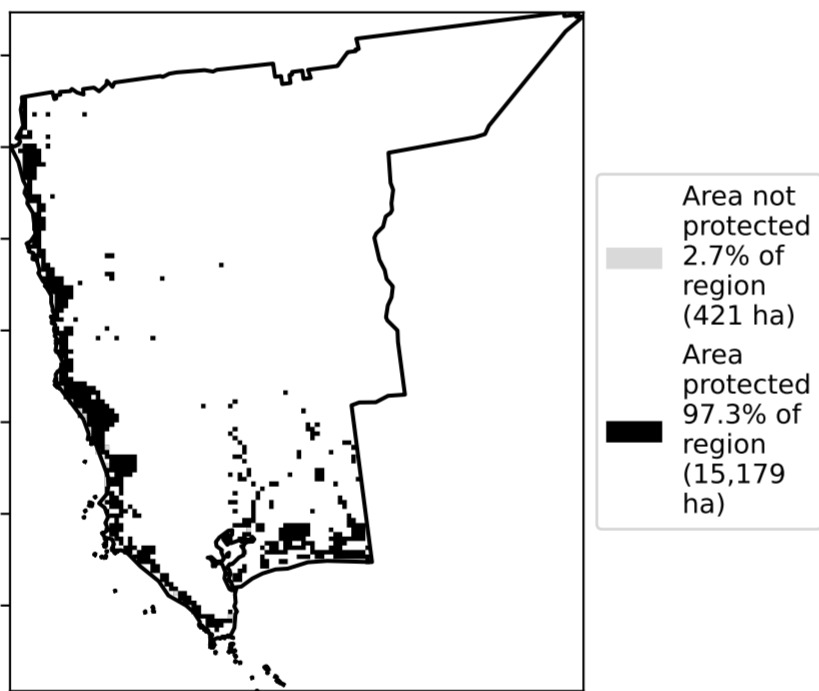 Area not
protected
2.7% of
region
(421 ha)
Area
protected
97.3% of
region
(15,179
ha)